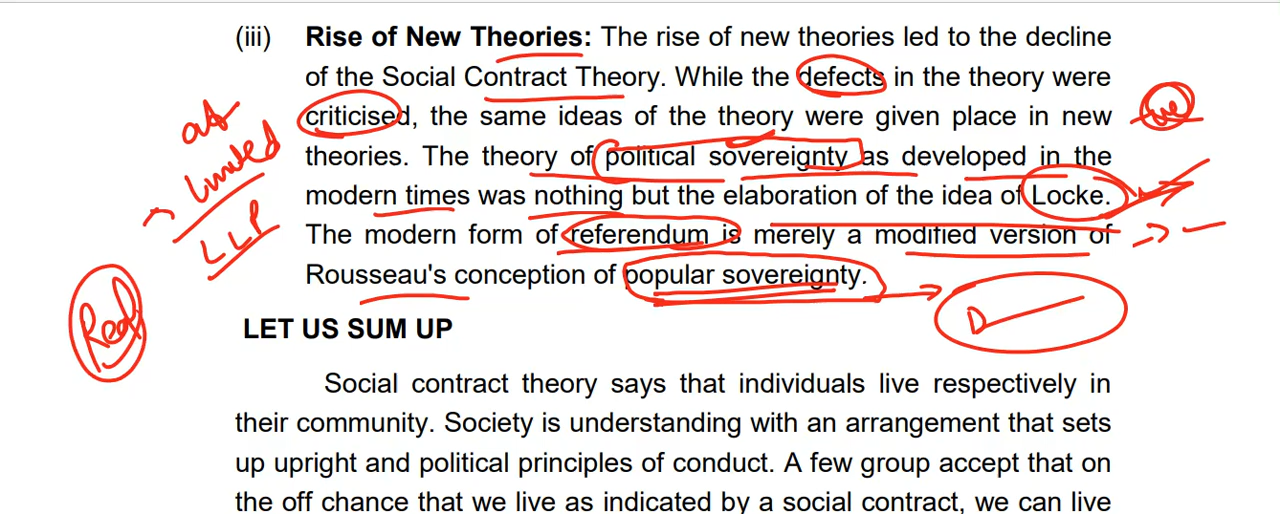 (iii) Rise of New Theories: The rise of new theories led to the decline
of the Social Contract Theory. While the defects in the theory were
criticised, the same ideas of the theory were given place in new
theories. The theory of political sovereignty as developed in the
modern times was nothing but the elaboration of the idea of Locke.
The modern form of referendum is merely a modified version of
Rousseau's conception of popular sovereignty.
limited
LLP
D
LET US SUM UP
Social contract theory says that individuals live respectively in
their community. Society is understanding with an arrangement that sets
up upright and political principles of conduct. A few group accept that on
the off chance that we live as indicated by a social contract, we can live